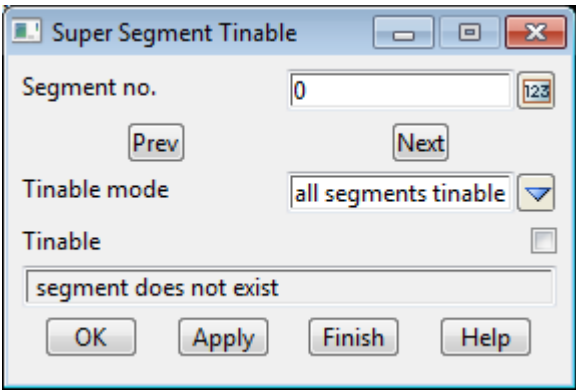 Super Segment Tinable
Segment no. 0 123
Prev Next
Tinable mode all segments tinable
Tinable
segment does not exist
OK Apply Finish Help